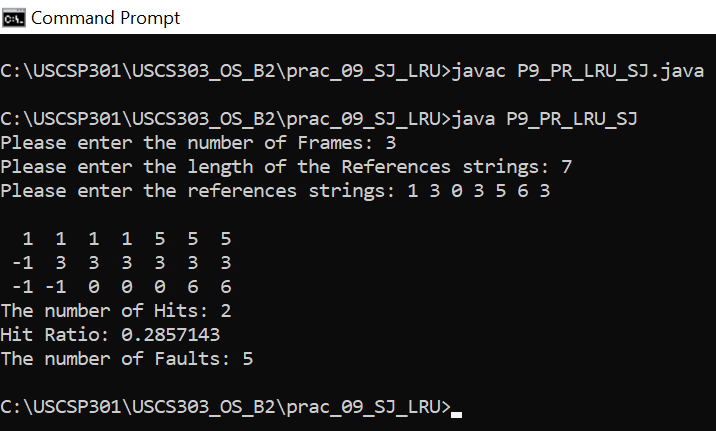 Command Prompt
C:\USCSP301\USCS303_OS_B2\prac_09_SJ_LRU>javac P9_PR_LRU_SJ.java
C:\USCSP301\USCS303_OS_B2\prac_09_SJ_LRU>java P9_PR_LRU_SJ
Please enter the number of Frames: 3
Please enter the length of the References strings: 7
Please enter the references strings: 1 3 0 3 5 6 3
1 1 1 1 5 5 5
-1 3 3 3 3 3 3
-1 -1 0 0 0 6 6
The number of Hits: 2
Hit Ratio: 0.2857143
The number of Faults: 5
C:\USCSP301\USCS303_OS_B2\prac_09_SJ_LRU>